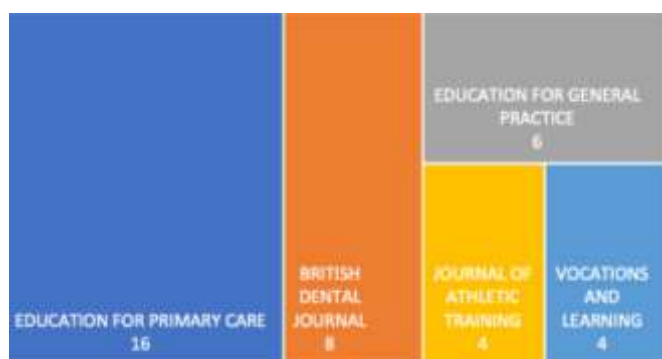 EDUCATION FOR PRIMARY CARE
16
BRITISH
DENTAL
JOURNAL
8
EDUCATION FOR GENERAL
PRACTICE
6
JOURNAL OF
ATHLETIC
TRAINING
4
VOCATIONS
AND
LEARNING
4